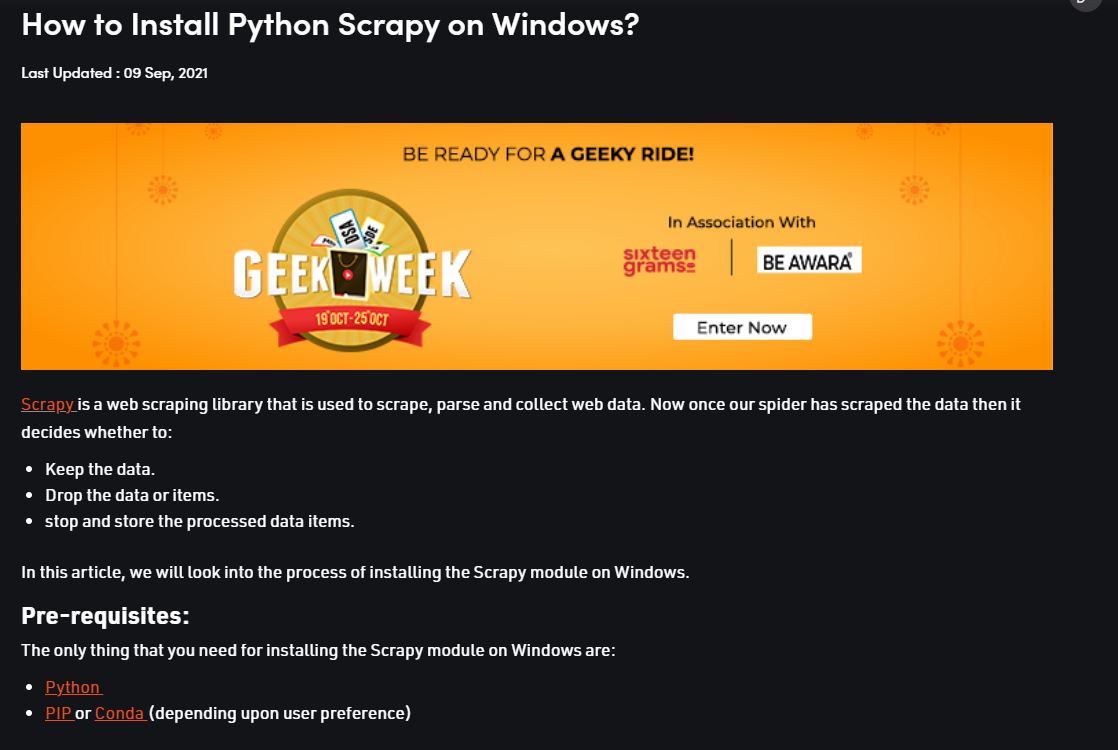 How to Install Python Scrapy on Windows?
Last Updated : 09 Sep, 2021
BE READY FOR A GEEKY RIDE!
DSA
SDE
GEEK WEEK
19 OCT - 25 OCT
In Association With
sixteen
grams
BE AWARA
Enter Now
Scrapy is a web scraping library that is used to scrape, parse and collect web data. Now once our spider has scraped the data then it
decides whether to:
• Keep the data.
• Drop the data or items.
• stop and store the processed data items.
In this article, we will look into the process of installing the Scrapy module on Windows.
Pre-requisites:
The only thing that you need for installing the Scrapy module on Windows are:
• Python
• PIP or Conda (depending upon user preference)